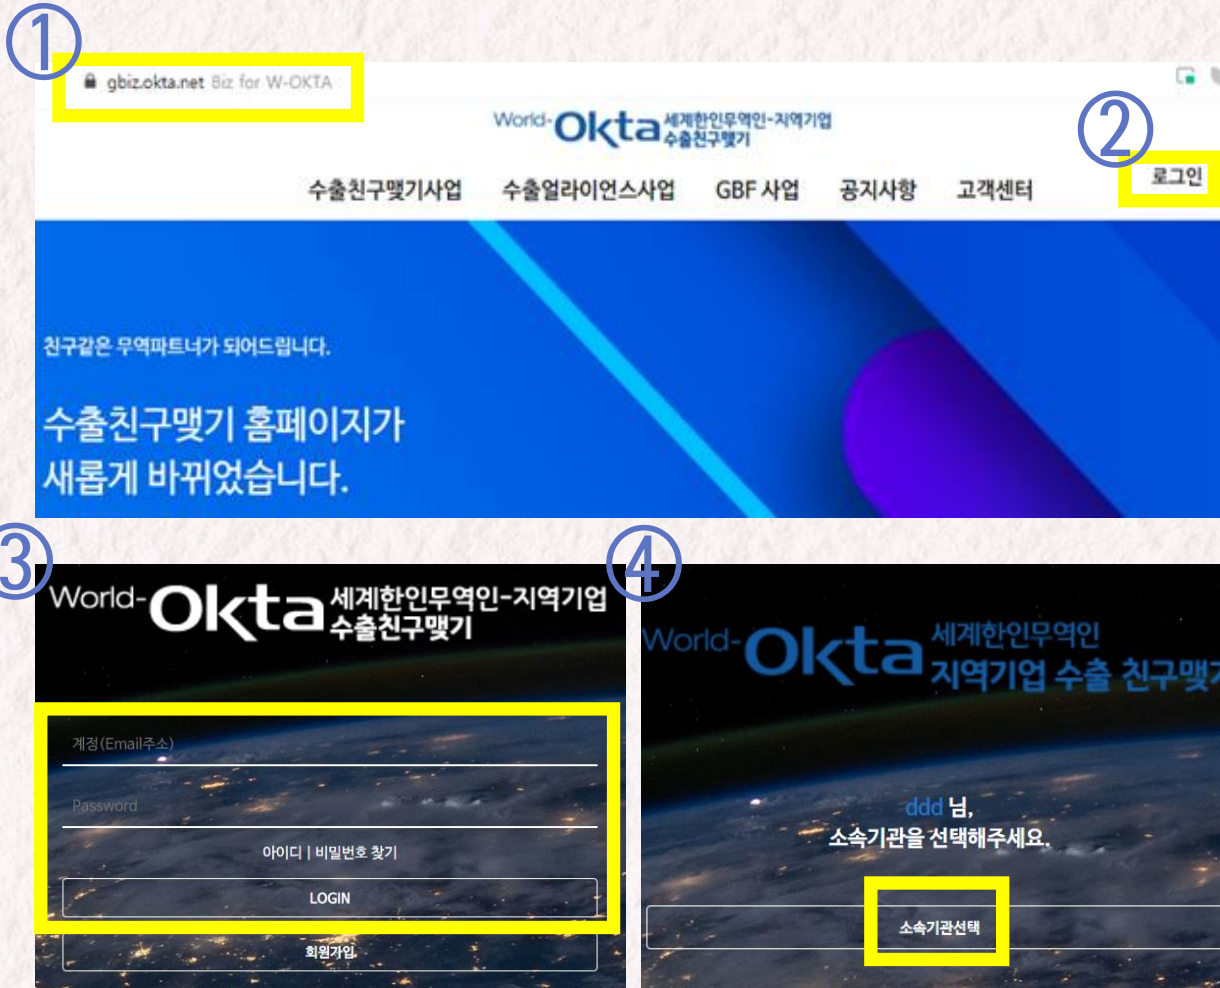 ①
gbiz.okta.net Biz for W-OKTA
World-Okta 세계한인무역인-지역기업
수출친구맺기
②
수출친구맺기사업 수출얼라이언스사업 GBF 사업 공지사항 고객센터 로그인
친구같은 무역파트너가 되어드립니다.
수출친구맺기 홈페이지가
새롭게 바뀌었습니다.
③
World-Okta 세계한인무역인-지역기업
수출친구맺기
계정(Email주소)
Password
아이디 | 비밀번호 찾기
LOGIN
회원가입
④
World-Okta 세계한인무역인
지역기업 수출 친구맺기
ddd 님,
소속기관을 선택해주세요.
소속기관선택